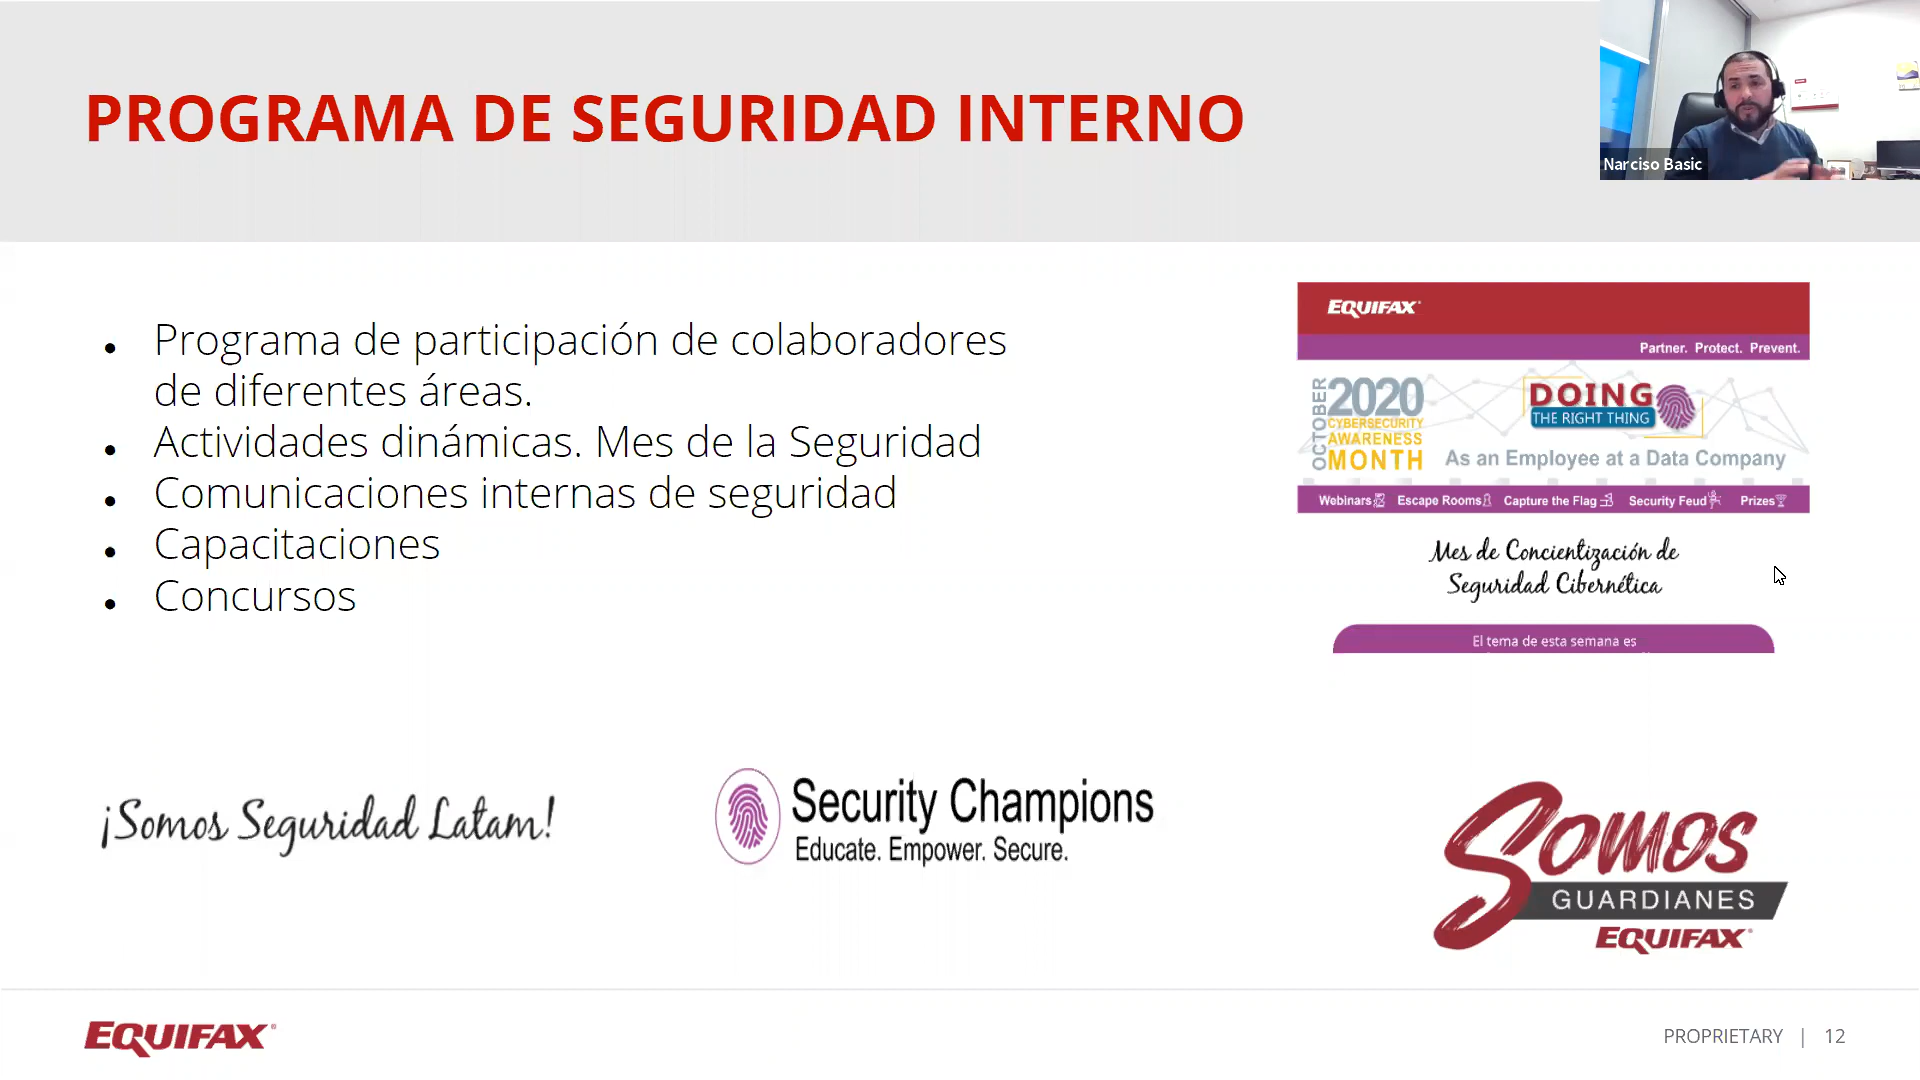 PROGRAMA DE SEGURIDAD INTERNO
Narciso Basic
• Programa de participación de colaboradores
de diferentes áreas.
• Actividades dinámicas. Mes de la Seguridad
• Comunicaciones internas de seguridad
• Capacitaciones
• Concursos
EQUIFAX
Partner. Protect. Prevent.
OCTOBER
2020
CYBERSECURITY
AWARENESS
MONTH
DOING
THE RIGHT THING
As an Employee at a Data Company
Webinars Escape Rooms Capture the Flag Security Feud Prizes
Mes de Concientización de
Seguridad Cibernética
El tema de esta semana es
¡Somos Seguridad Latam!
Security Champions
Educate. Empower. Secure.
SOMOS
GUARDIANES
EQUIFAX
EQUIFAX®
PROPRIETARY | 12